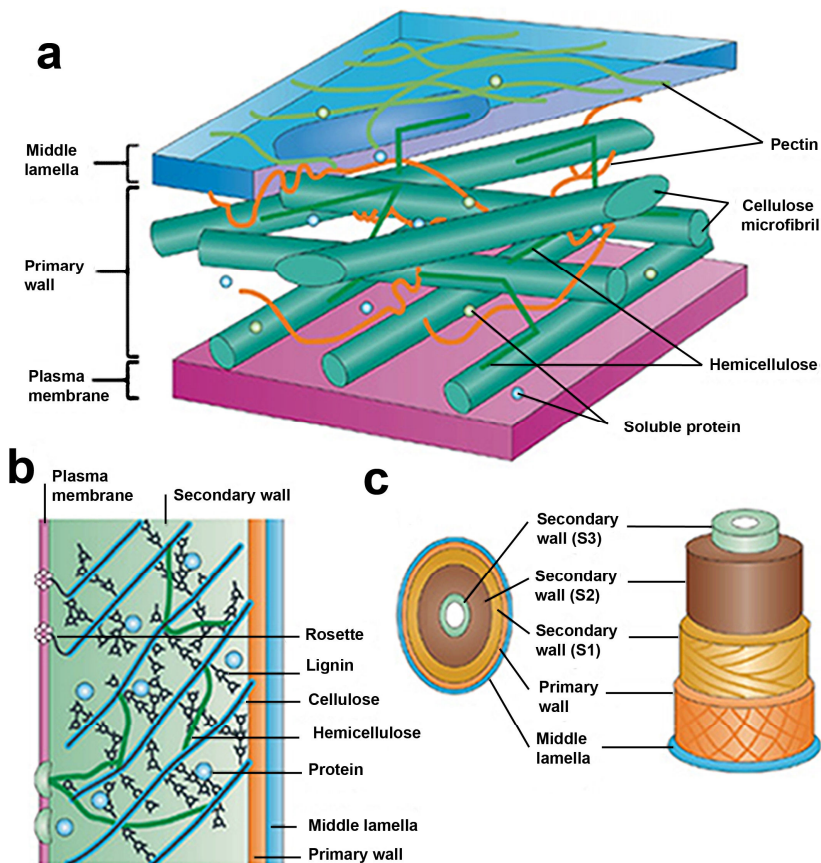 a
Middle
lamella
Primary
wall
Plasma
membrane
Pectin
Cellulose
microfibril
Hemicellulose
Soluble protein
b
Plasma
membrane
Secondary wall
Rosette
Lignin
Cellulose
Hemicellulose
Protein
Middle lamella
Primary wall
c
Secondary
wall (S3)
Secondary
wall (S2)
Secondary
wall (S1)
Primary
wall
Middle
lamella